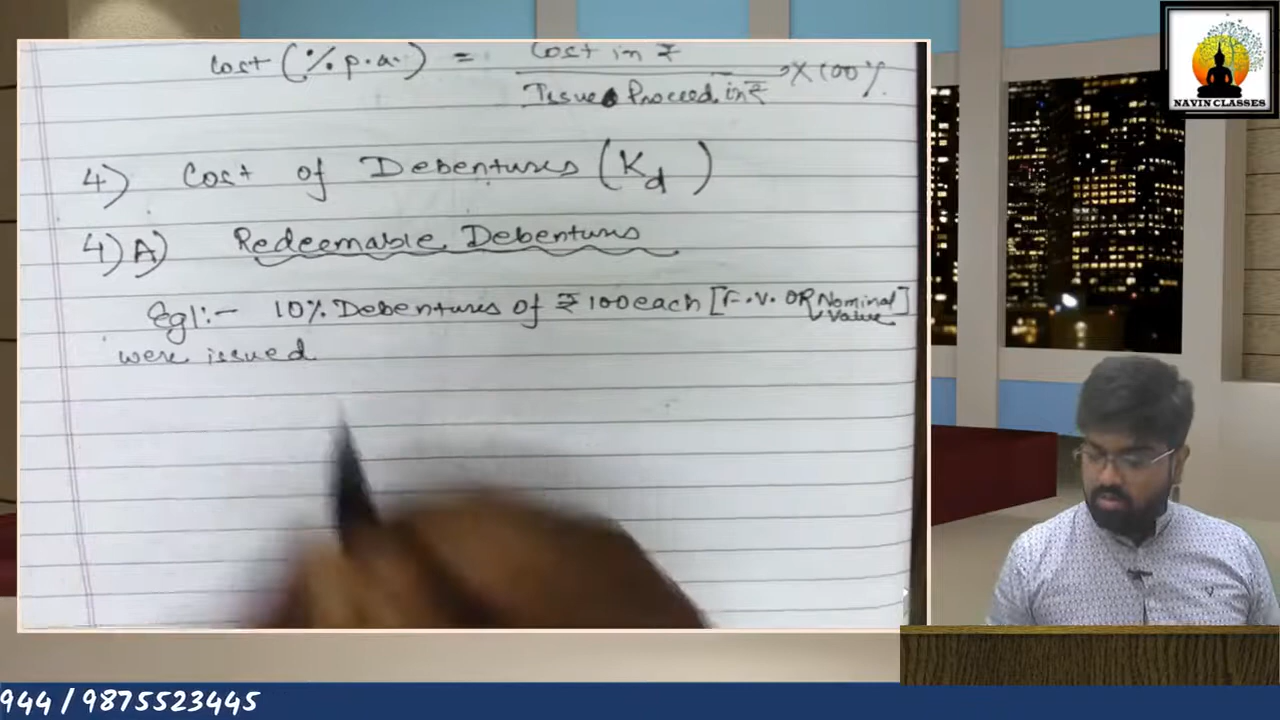 Cost (% p.a.) = Cost in ₹
Issue Proceed in ₹ × 100%
4) Cost of Debentures (Kd)
4) A) Redeemable Debentures
Eg1:- 10% Debentures of ₹100 each [F.V. OR Nominal Value]
were issued
NAVIN CLASSES
944 / 9875523445